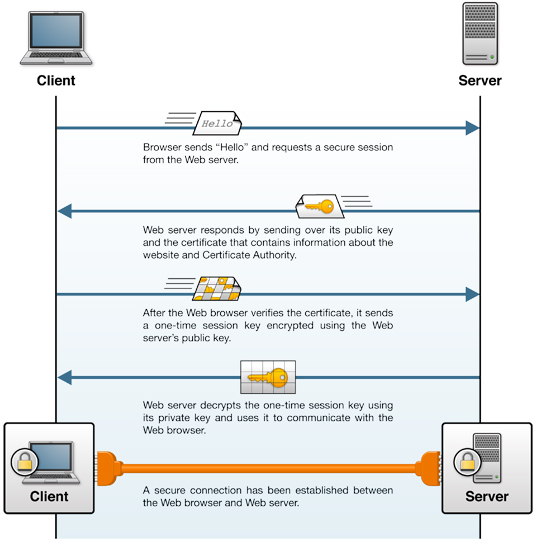 Client
Server
Hello
Browser sends “Hello” and requests a secure session
from the Web server.
Web server responds by sending over its public key
and the certificate that contains information about the
website and Certificate Authority.
After the Web browser verifies the certificate, it sends
a one-time session key encrypted using the Web
server’s public key.
Web server decrypts the one-time session key using
its private key and uses it to communicate with the
Web browser.
Client
Server
A secure connection has been established between
the Web browser and Web server.